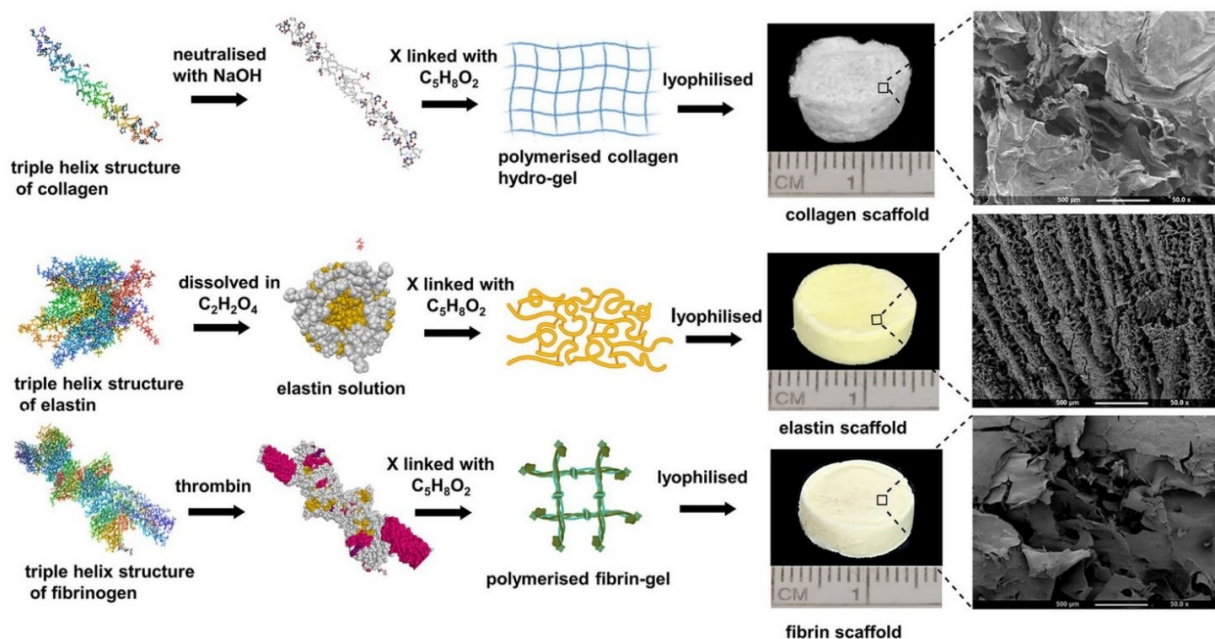 neutralised
with NaOH
X linked with
C₅H₈O₂
lyophilised
triple helix structure
of collagen
polymerised collagen
hydro-gel
CM 1
collagen scaffold
500 µm 50.0 x
dissolved in
C₂H₂O₄
X linked with
C₅H₈O₂
lyophilised
triple helix structure
of elastin
elastin solution
CM 1
elastin scaffold
500 µm 50.0 x
thrombin
X linked with
C₅H₈O₂
lyophilised
triple helix structure
of fibrinogen
polymerised fibrin-gel
CM 1
fibrin scaffold
500 µm 50.0 x